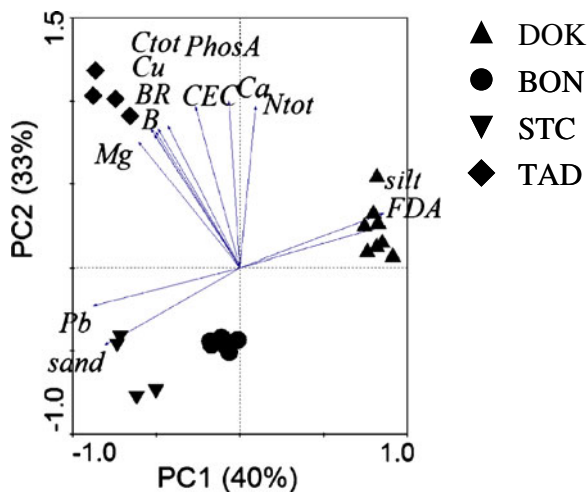 1.5
Ctot PhosA
Cu
BR CEC Ca Ntot
B
Mg
silt
FDA
Pb
sand
PC2 (33%)
-1.0
-1.0 1.0
PC1 (40%)
DOK
BON
STC
TAD